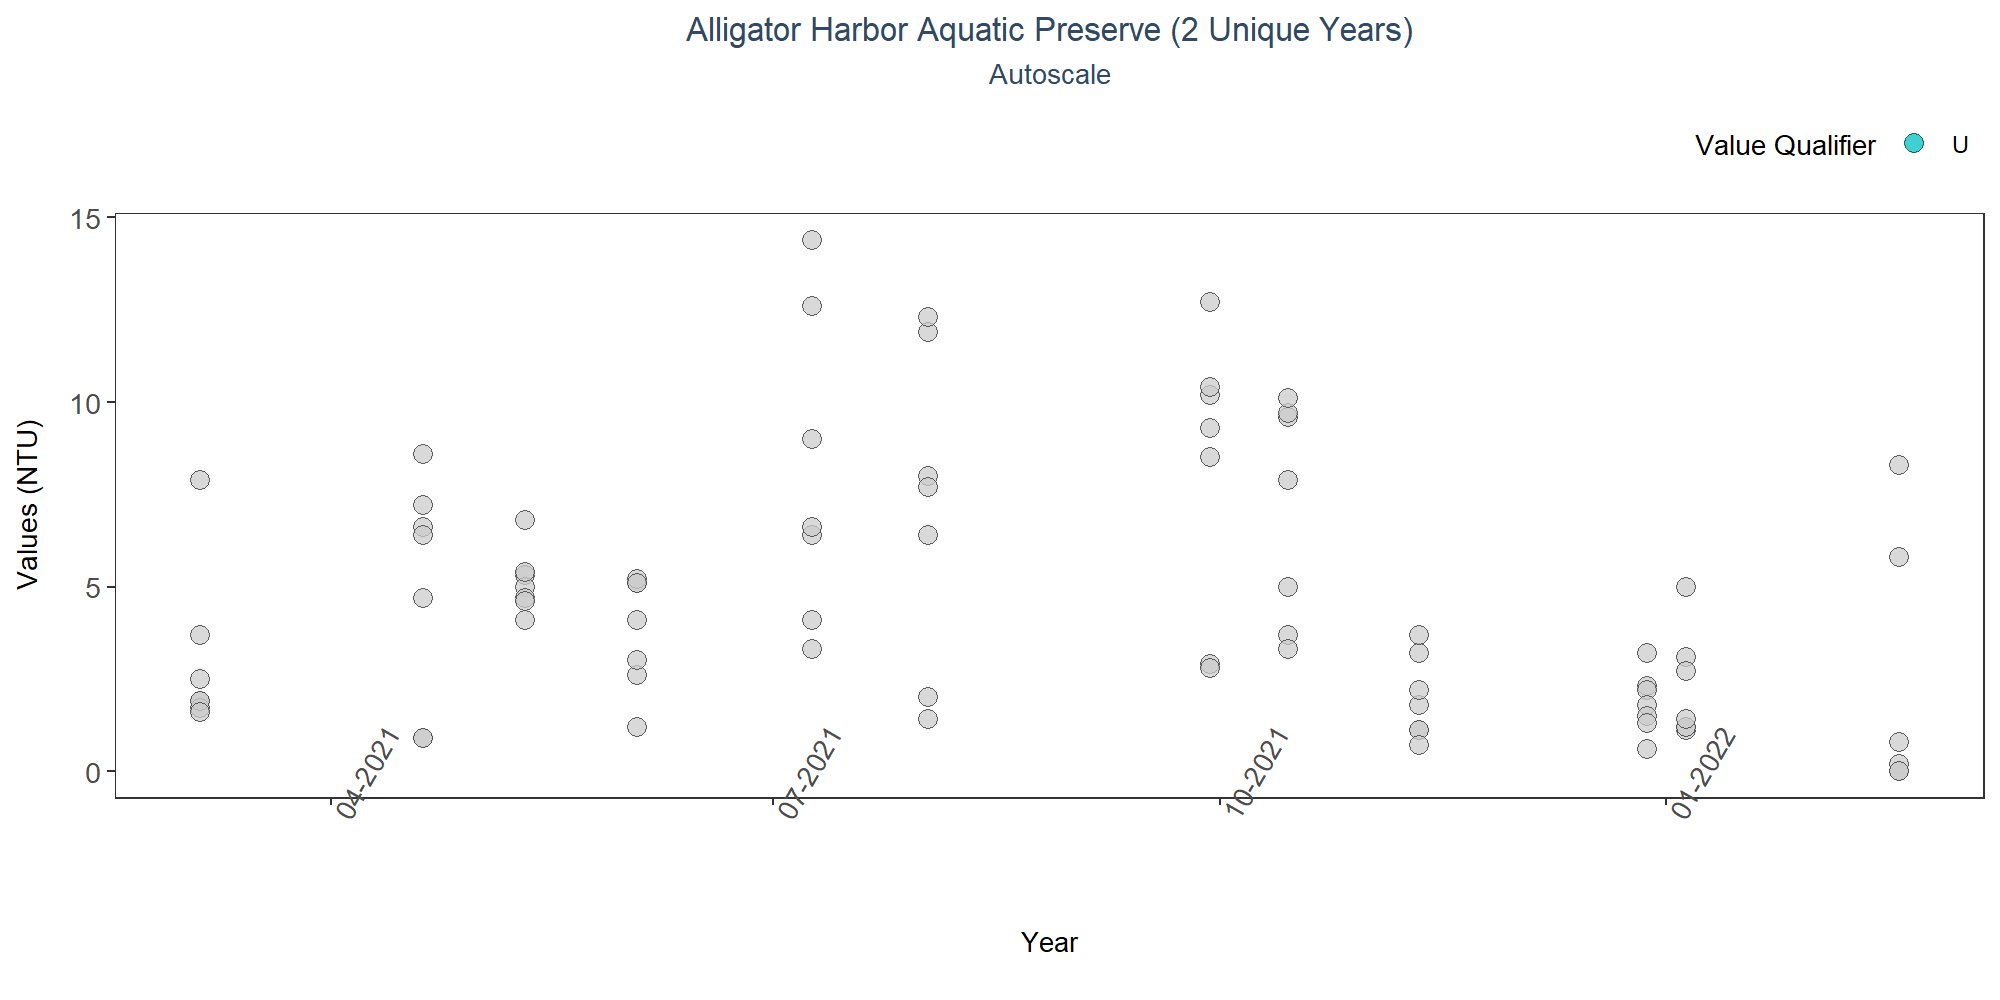 Alligator Harbor Aquatic Preserve (2 Unique Years)
Autoscale
Value Qualifier U
15
10
5
0
Values (NTU)
04-2021 07-2021 10-2021 01-2022
Year